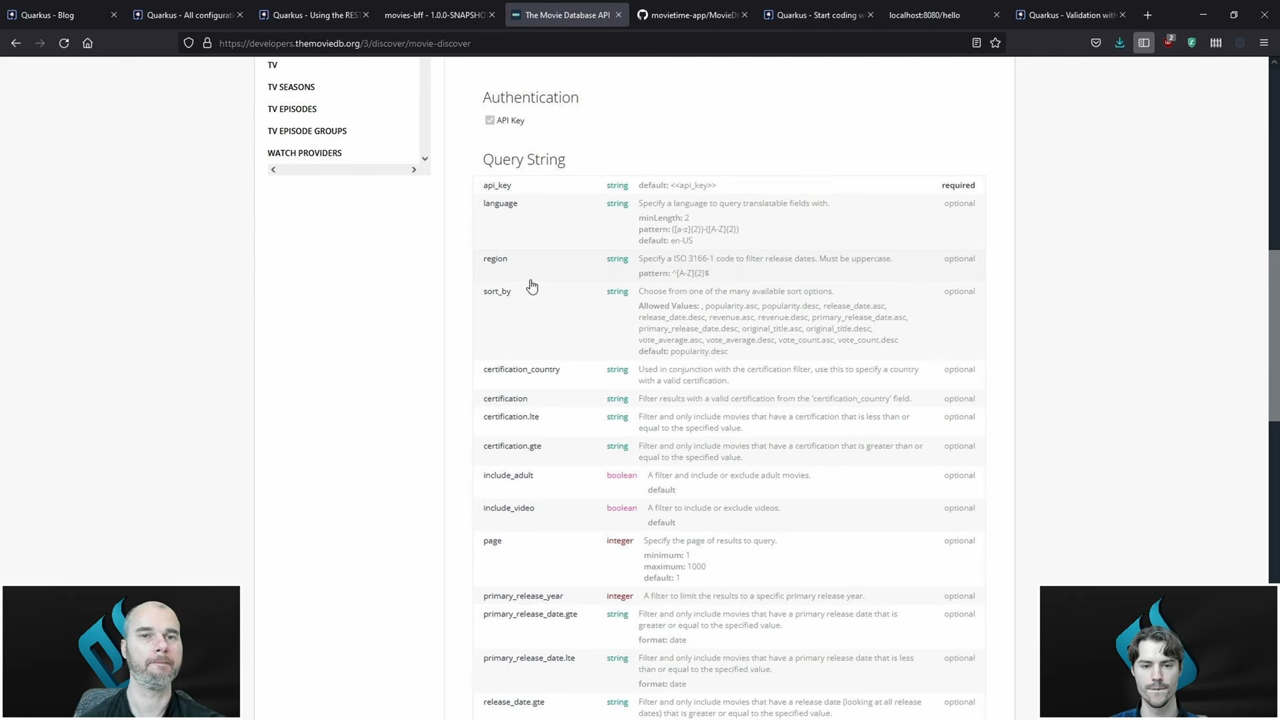 Quarkus - Blog
Quarkus - All configurat
Quarkus - Using the REST
movies-bff - 1.0.0-SNAPSHO
The Movie Database API
movietime-app/MovieDr
Quarkus - Start coding w
localhost:8080/hello
Quarkus - Validation with
https://developers.themoviedb.org/3/discover/movie-discover
2
TV
TV SEASONS
TV EPISODES
TV EPISODE GROUPS
WATCH PROVIDERS
Authentication
API Key
Query String
api_key string default: <<api_key>> required
language string Specify a language to query translatable fields with. optional
minLength: 2
pattern: ([a-z]{2})-([A-Z]{2})
default: en-US
region string Specify a ISO 3166-1 code to filter release dates. Must be uppercase. optional
pattern: ^[A-Z]{2}$
sort_by string Choose from one of the many available sort options. optional
Allowed Values: , popularity.asc, popularity.desc, release_date.asc,
release_date.desc, revenue.asc, revenue.desc, primary_release_date.asc,
primary_release_date.desc, original_title.asc, original_title.desc,
vote_average.asc, vote_average.desc, vote_count.asc, vote_count.desc
default: popularity.desc
certification_country string Used in conjunction with the certification filter, use this to specify a country optional
with a valid certification.
certification string Filter results with a valid certification from the 'certification_country' field. optional
certification.lte string Filter and only include movies that have a certification that is less than or optional
equal to the specified value.
certification.gte string Filter and only include movies that have a certification that is greater than or optional
equal to the specified value.
include_adult boolean A filter and include or exclude adult movies. optional
default
include_video boolean A filter to include or exclude videos. optional
default
page integer Specify the page of results to query. optional
minimum: 1
maximum: 1000
default: 1
primary_release_year integer A filter to limit the results to a specific primary release year. optional
primary_release_date.gte string Filter and only include movies that have a primary release date that is optional
greater or equal to the specified value.
format: date
primary_release_date.lte string Filter and only include movies that have a primary release date that is less optional
than or equal to the specified value.
format: date
release_date.gte string Filter and only include movies that have a release date (looking at all release optional
dates) that is greater or equal to the specified value.